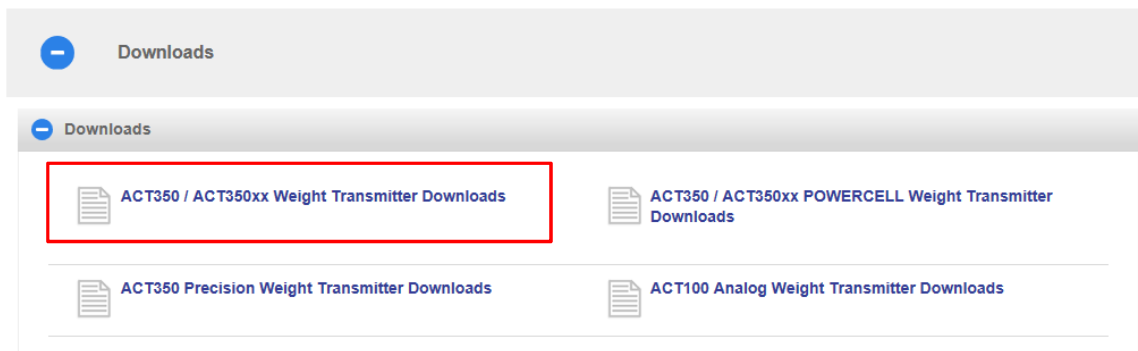 Downloads
Downloads
ACT350 / ACT350xx Weight Transmitter Downloads
ACT350 / ACT350xx POWERCELL Weight Transmitter
Downloads
ACT350 Precision Weight Transmitter Downloads
ACT100 Analog Weight Transmitter Downloads